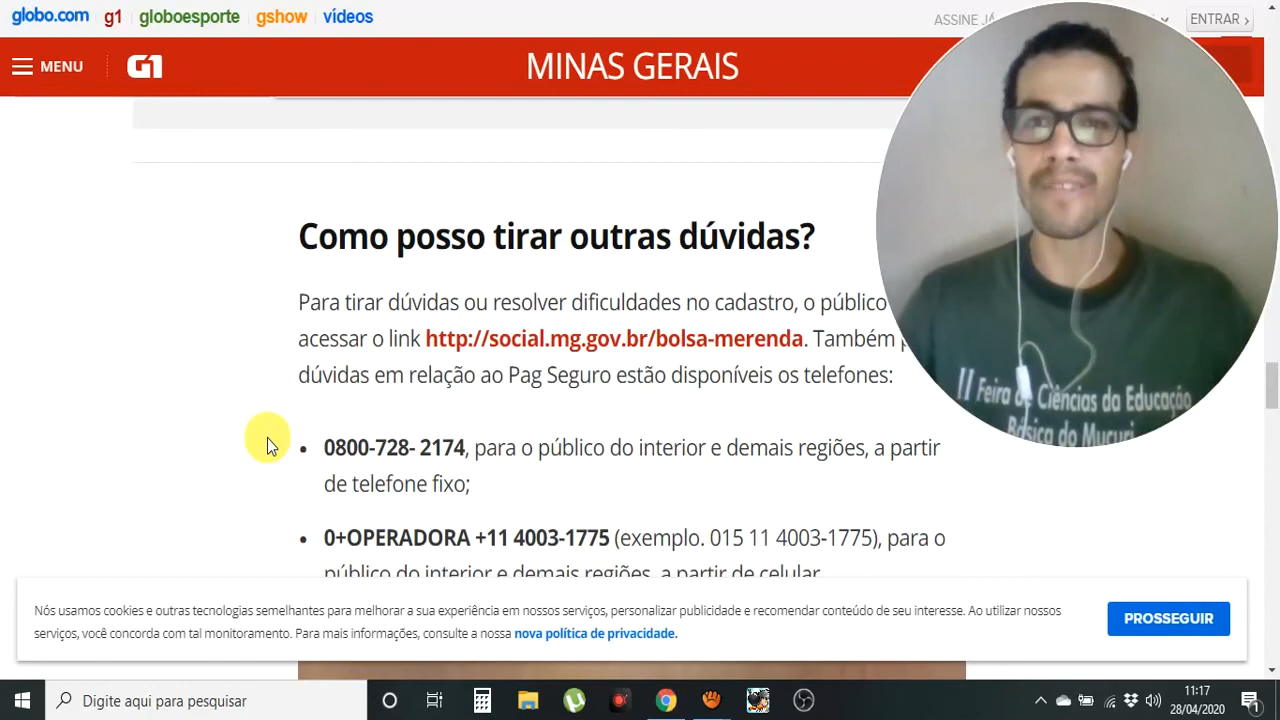 globo.com g1 globoesporte gshow vídeos
ASSINE JÁ
ENTRAR ›
MENU G1 MINAS GERAIS
Como posso tirar outras dúvidas?
Para tirar dúvidas ou resolver dificuldades no cadastro, o público
acessar o link http://social.mg.gov.br/bolsa-merenda. Também
dúvidas em relação ao Pag Seguro estão disponíveis os telefones:
• 0800-728- 2174, para o público do interior e demais regiões, a partir
de telefone fixo;
• 0+OPERADORA +11 4003-1775 (exemplo. 015 11 4003-1775), para o
público do interior e demais regiões, a partir de celular
II Feira de Ciências da Educação
Básica do Mucuri
Nós usamos cookies e outras tecnologias semelhantes para melhorar a sua experiência em nossos serviços, personalizar publicidade e recomendar conteúdo de seu interesse. Ao utilizar nossos
serviços, você concorda com tal monitoramento. Para mais informações, consulte a nossa nova política de privacidade.
PROSSEGUIR
Digite aqui para pesquisar
11:17
28/04/2020
1